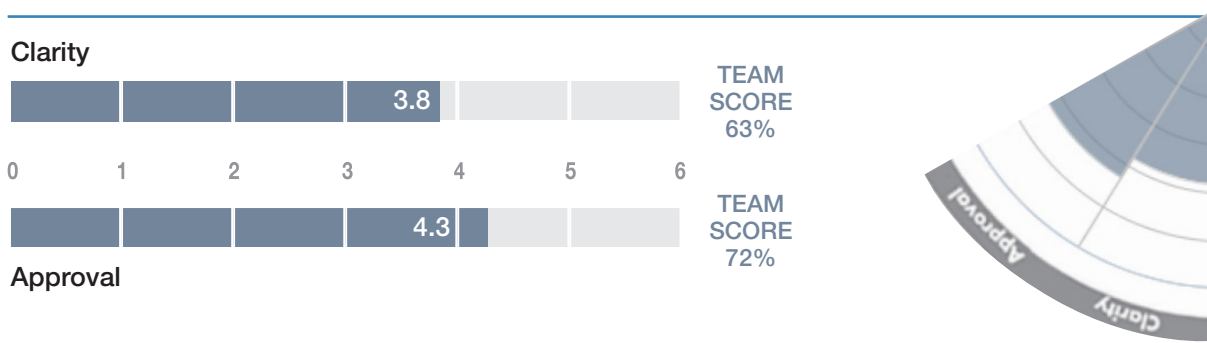 Clarity
3.8
TEAM
SCORE
63%
0 1 2 3 4 5 6
4.3
TEAM
SCORE
72%
Approval
Approval
Clarity